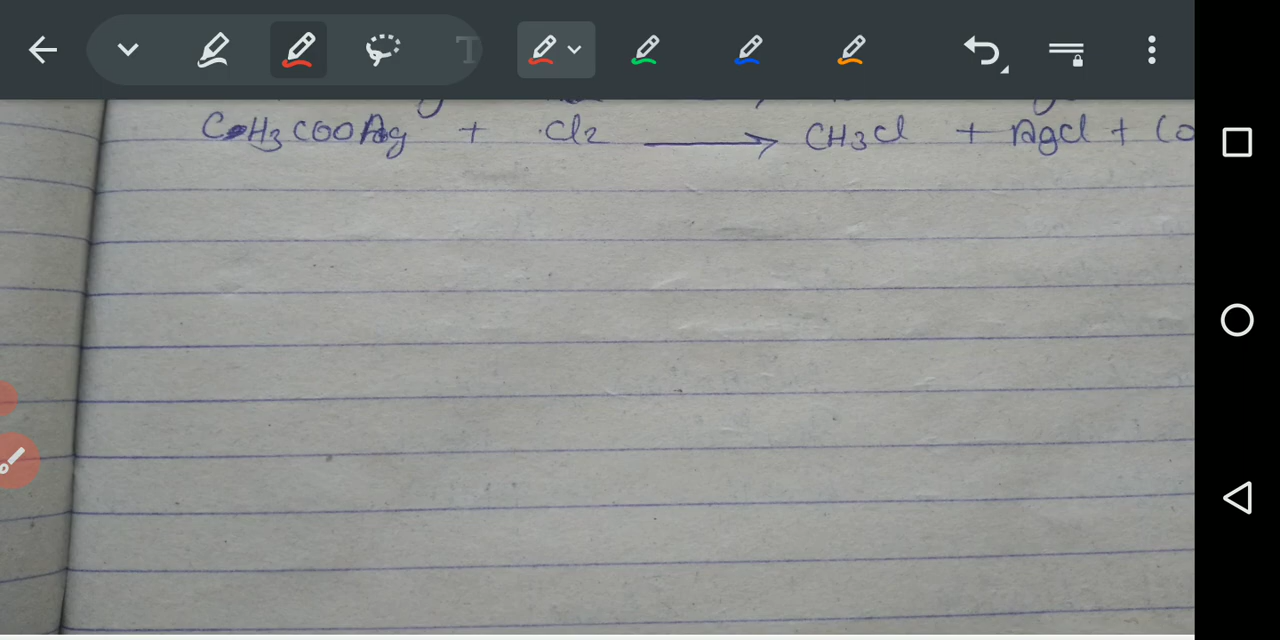 CH3COOAg + Cl2 → CH3Cl + AgCl + Co